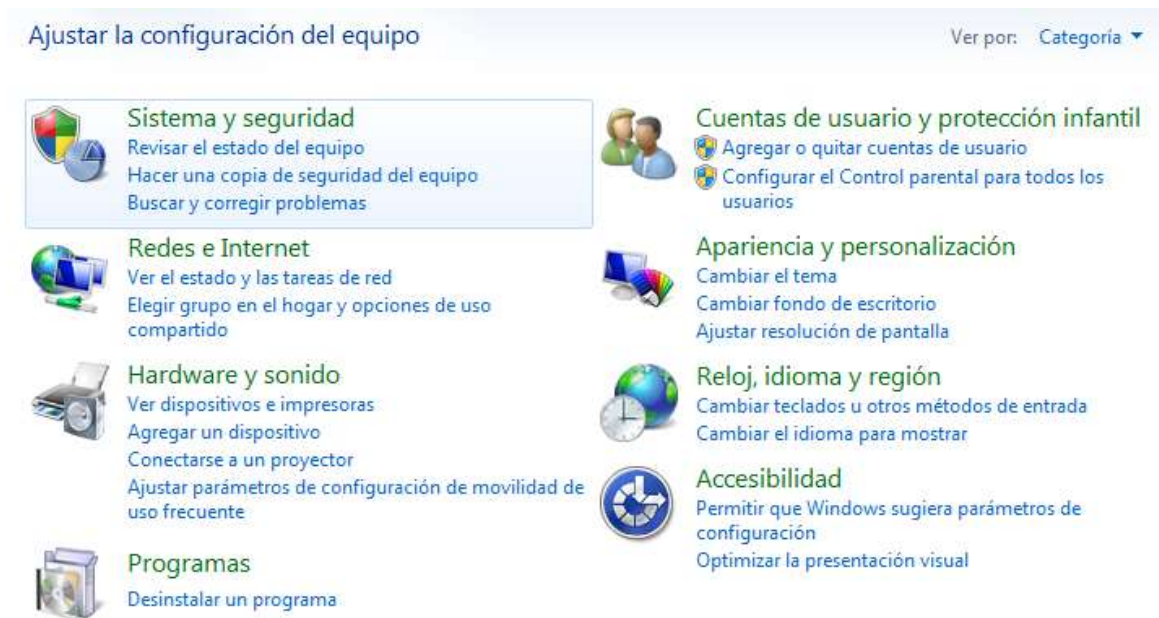 Ajustar la configuración del equipo
Ver por: Categoría
Sistema y seguridad
Revisar el estado del equipo
Hacer una copia de seguridad del equipo
Buscar y corregir problemas
Redes e Internet
Ver el estado y las tareas de red
Elegir grupo en el hogar y opciones de uso
compartido
Hardware y sonido
Ver dispositivos e impresoras
Agregar un dispositivo
Conectarse a un proyector
Ajustar parámetros de configuración de movilidad de
uso frecuente
Programas
Desinstalar un programa
Cuentas de usuario y protección infantil
Agregar o quitar cuentas de usuario
Configurar el Control parental para todos los
usuarios
Apariencia y personalización
Cambiar el tema
Cambiar fondo de escritorio
Ajustar resolución de pantalla
Reloj, idioma y región
Cambiar teclados u otros métodos de entrada
Cambiar el idioma para mostrar
Accesibilidad
Permitir que Windows sugiera parámetros de
configuración
Optimizar la presentación visual